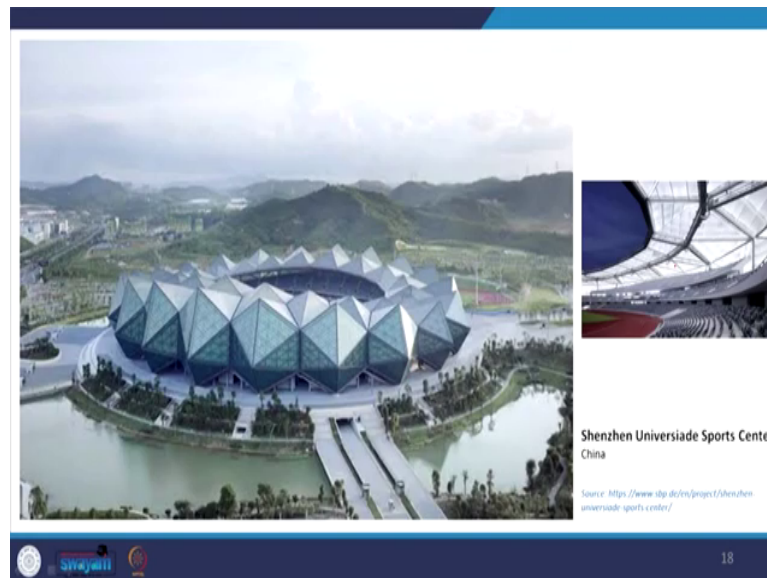 Shenzhen Universiade Sports Cente
China
Source: https://www.sbp.de/en/project/shenzhen-
universiade-sports-center/
swayam
18